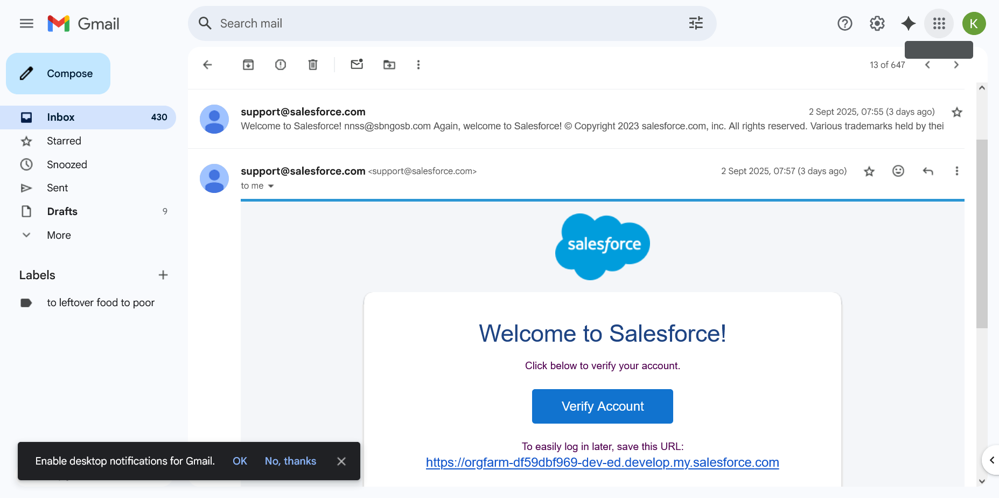 Gmail
Search mail
K
Compose
13 of 647
Inbox 430
Starred
Snoozed
Sent
Drafts 9
More
Labels
to leftover food to poor
support@salesforce.com 2 Sept 2025, 07:55 (3 days ago)
Welcome to Salesforce! nnss@sbngosb.com Again, welcome to Salesforce! © Copyright 2023 salesforce.com, inc. All rights reserved. Various trademarks held by thei
support@salesforce.com <support@salesforce.com> 2 Sept 2025, 07:57 (3 days ago)
to me
salesforce
Welcome to Salesforce!
Click below to verify your account.
Verify Account
To easily log in later, save this URL:
https://orgfarm-df59dbf969-dev-ed.develop.my.salesforce.com
Enable desktop notifications for Gmail. OK No, thanks